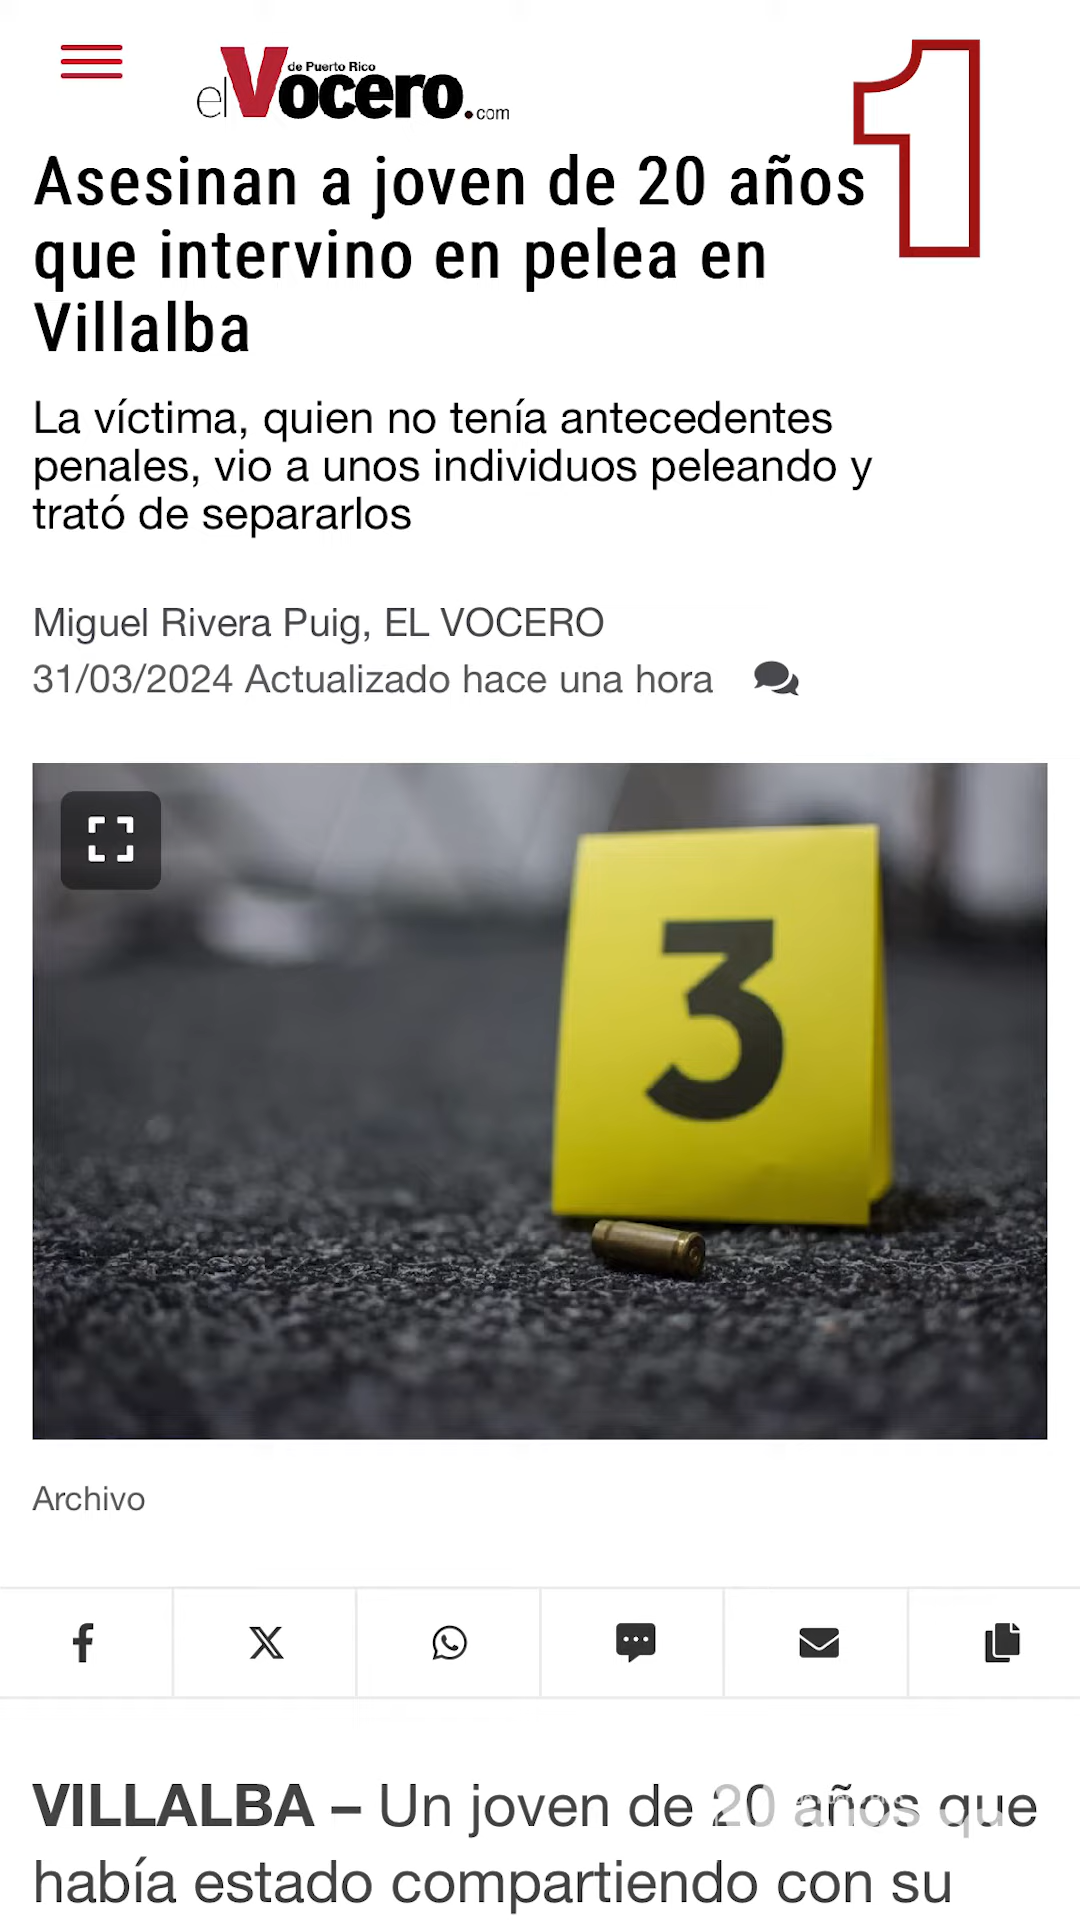 de Puerto Rico
elVocero.com
1
Asesinan a joven de 20 años
que intervino en pelea en
Villalba
La víctima, quien no tenía antecedentes
penales, vio a unos individuos peleando y
trató de separarlos
Miguel Rivera Puig, EL VOCERO
31/03/2024 Actualizado hace una hora
3
Archivo
VILLALBA – Un joven de 20 años que
había estado compartiendo con su